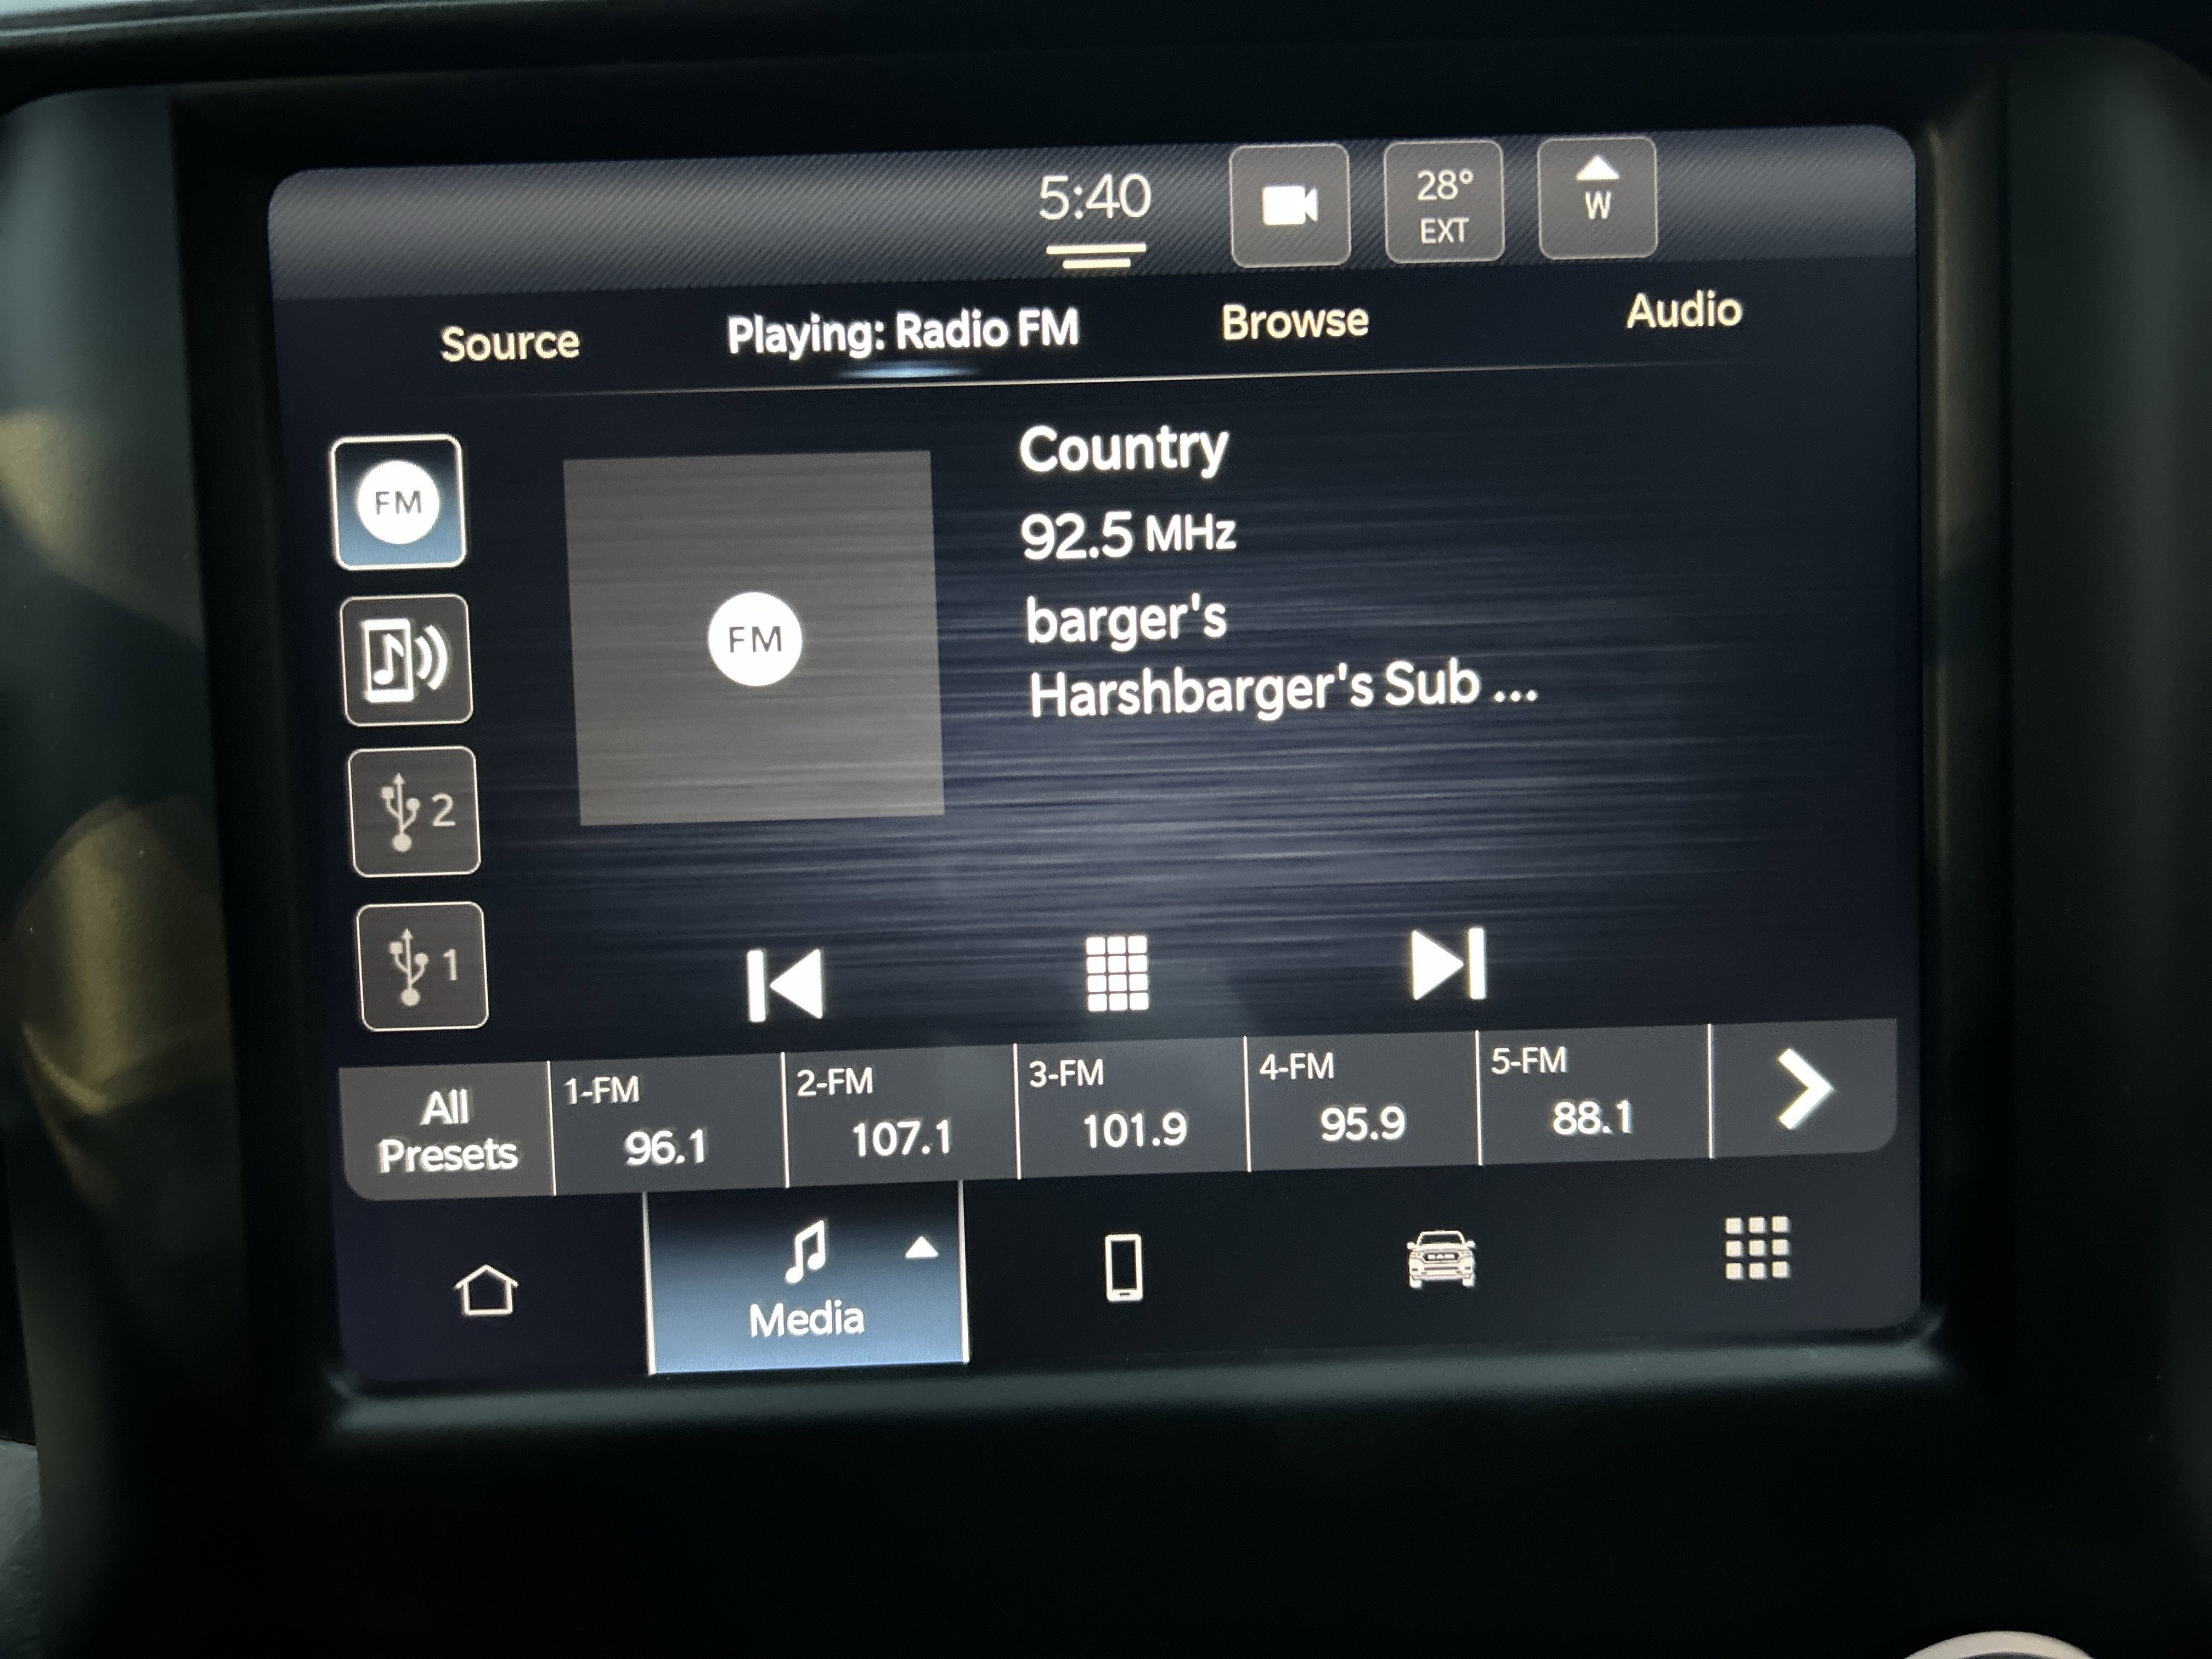 5:40
28°
EXT
W
Source
Playing: Radio FM
Browse
Audio
FM
FM
Country
92.5 MHz
barger's
Harshbarger's Sub ...
2
1
All
Presets
1-FM
96.1
2-FM
107.1
3-FM
101.9
4-FM
95.9
5-FM
88.1
Media
RAM